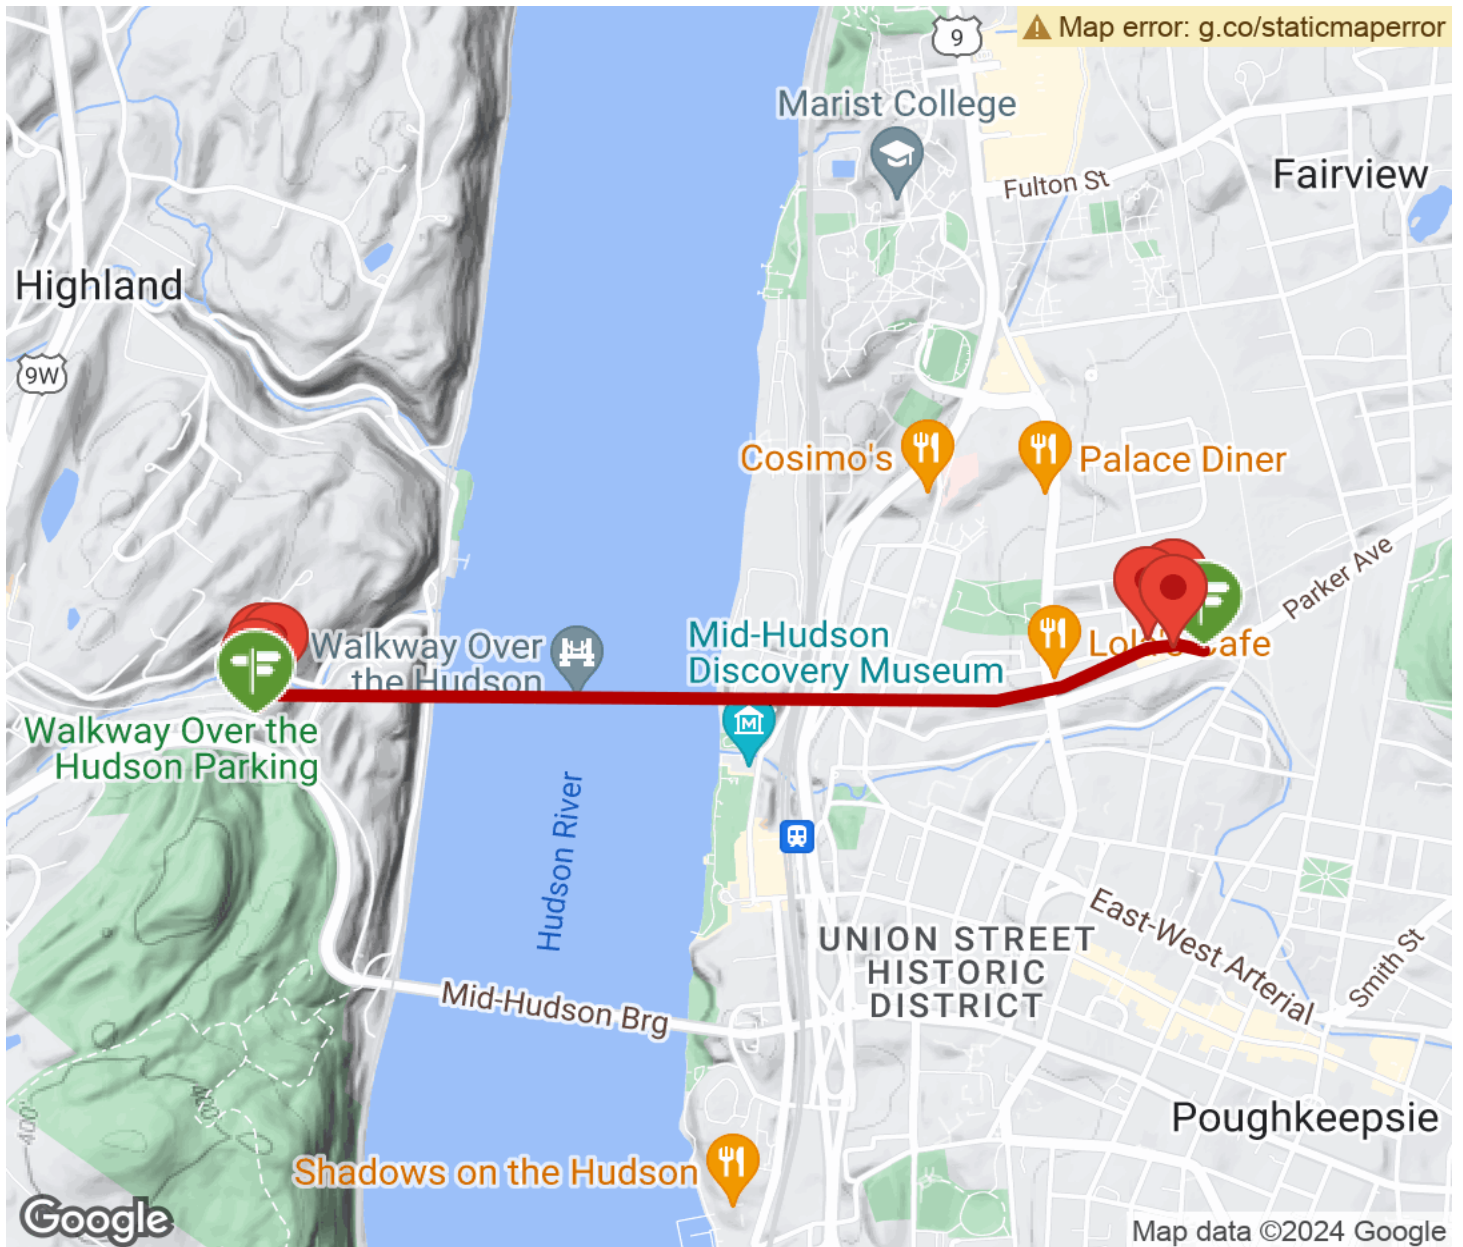 Map error: g.co/staticmaperror
9
Marist College
Fulton St
Fairview
Highland
9W
Cosimo's
Palace Diner
Parker Ave
Walkway Over
the Hudson
Mid-Hudson
Discovery Museum
Walkway Over the
Hudson Parking
M
Hudson River
East-West Arterial
UNION STREET
HISTORIC
DISTRICT
Smith St
Mid-Hudson Brg
400'
400
Poughkeepsie
Shadows on the Hudson
Google
Map data ©2024 Google